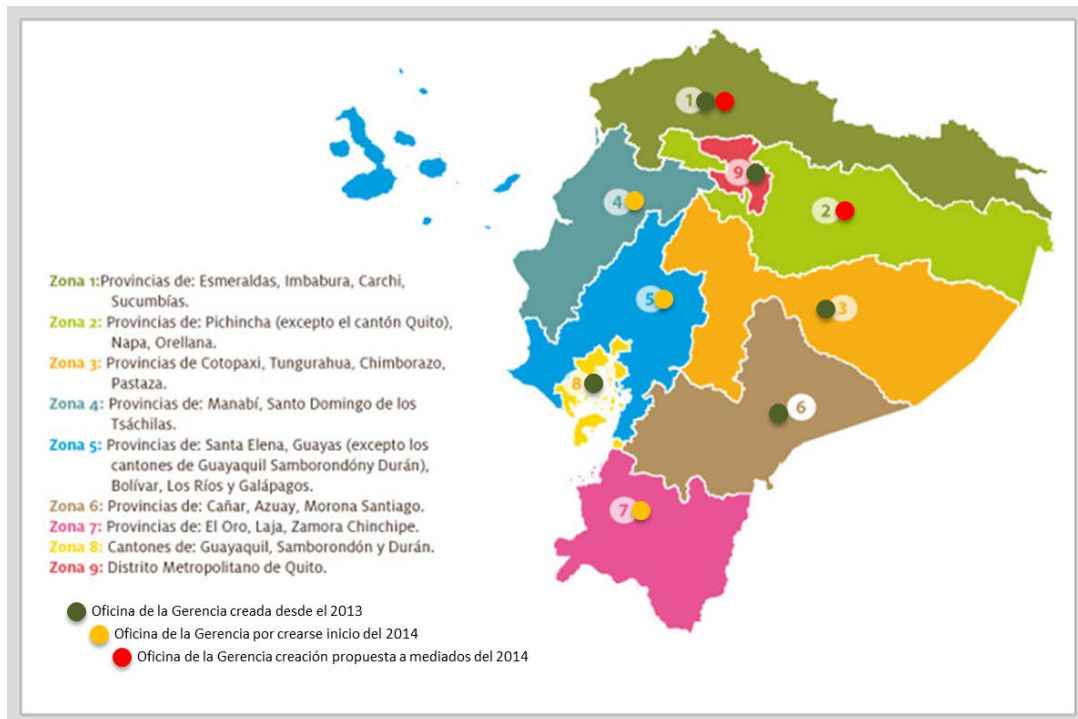 1
9
2
4
5
3
8
6
7
Zona 1:Provincias de: Esmeraldas, Imbabura, Carchi,
Sucumbías.
Zona 2: Provincias de: Pichincha (excepto el cantón Quito),
Napa, Orellana.
Zona 3: Provincias de Cotopaxi, Tungurahua, Chimborazo,
Pastaza.
Zona 4: Provincias de: Manabí, Santo Domingo de los
Tsáchilas.
Zona 5: Provincias de: Santa Elena, Guayas (excepto los
cantones de Guayaquil Samborondóny Durán),
Bolívar, Los Ríos y Galápagos.
Zona 6: Provincias de: Cañar, Azuay, Morona Santiago.
Zona 7: Provincias de: El Oro, Laja, Zamora Chinchipe.
Zona 8: Cantones de: Guayaquil, Samborondón y Durán.
Zona 9: Distrito Metropolitano de Quito.
Oficina de la Gerencia creada desde el 2013
Oficina de la Gerencia por crearse inicio del 2014
Oficina de la Gerencia creación propuesta a mediados del 2014